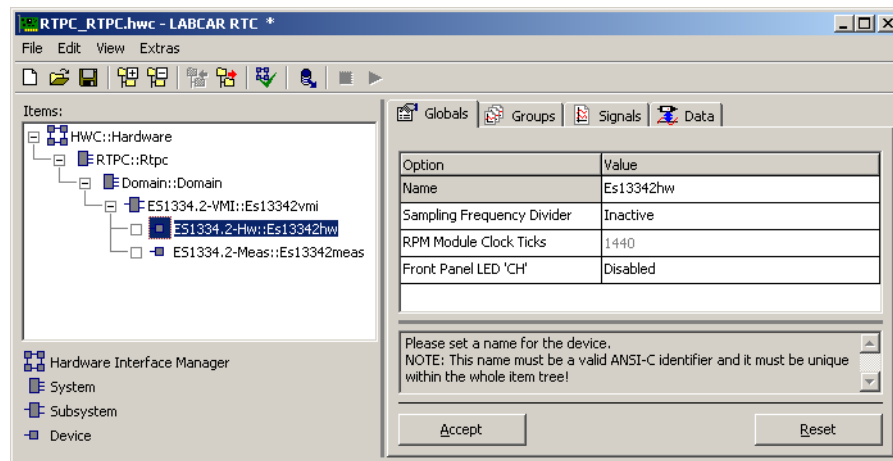 RTPC_RTPC.hwc - LABCAR RTC *
File Edit View Extras
Items:
HWC::Hardware
RTPC::Rtpc
Domain::Domain
ES1334.2-VMI::Es13342vmi
ES1334.2-Hw::Es13342hw
ES1334.2-Meas::Es13342meas
Hardware Interface Manager
System
Subsystem
Device
Globals Groups Signals Data
Option Value
Name Es13342hw
Sampling Frequency Divider Inactive
RPM Module Clock Ticks 1440
Front Panel LED 'CH' Disabled
Please set a name for the device.
NOTE: This name must be a valid ANSI-C identifier and it must be unique
within the whole item tree!
Accept Reset